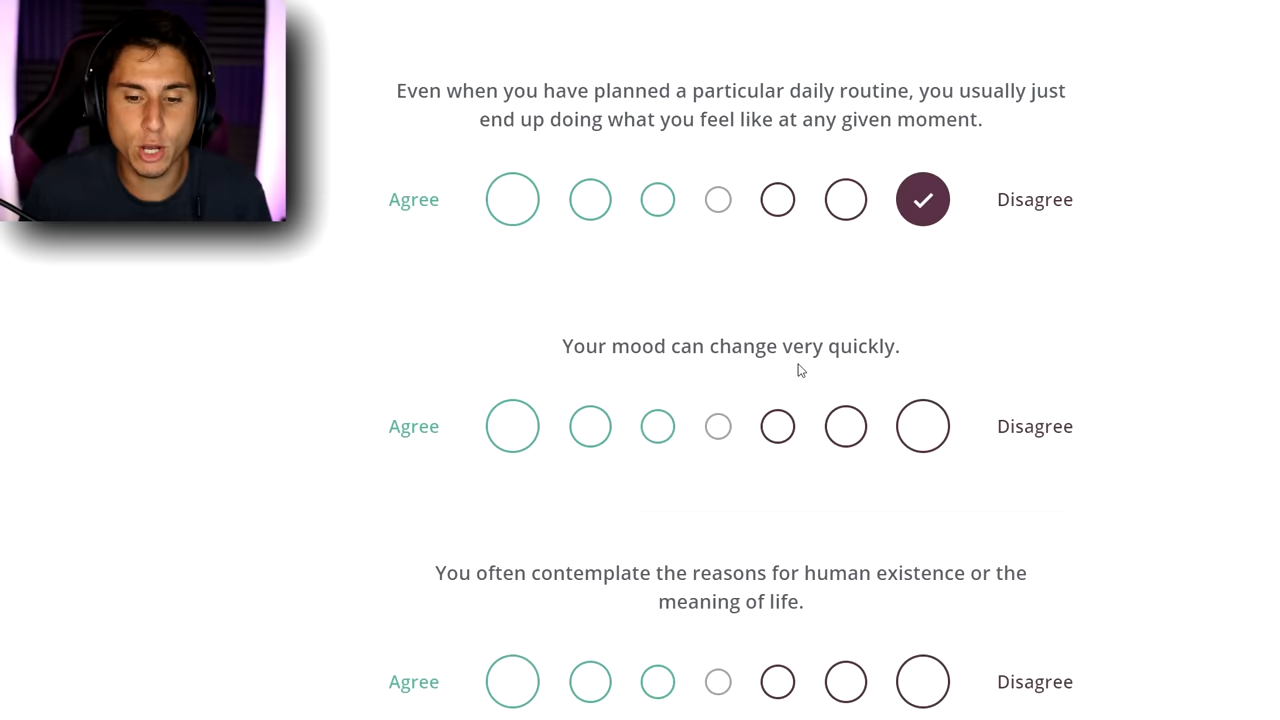 Even when you have planned a particular daily routine, you usually just
end up doing what you feel like at any given moment.
Agree
Disagree
Your mood can change very quickly.
Agree
Disagree
You often contemplate the reasons for human existence or the
meaning of life.
Agree
Disagree